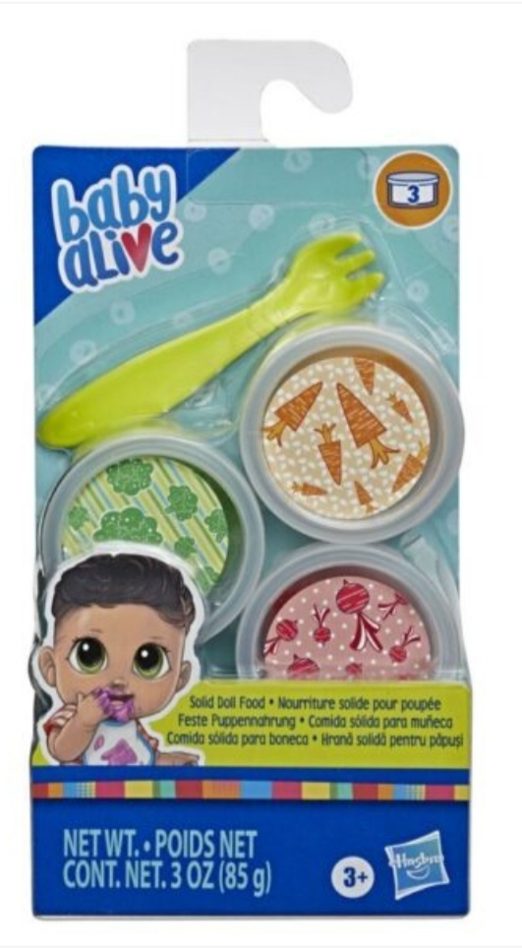 baby
alive
3
Solid Doll Food • Nourriture solide pour poupée
Feste Puppennahrung • Comida sólida para muñeca
Comida sólida para boneca • Hrană solidă pentru păpuși
NET WT. • POIDS NET
CONT. NET. 3 OZ (85 g)
3+
Hasbro